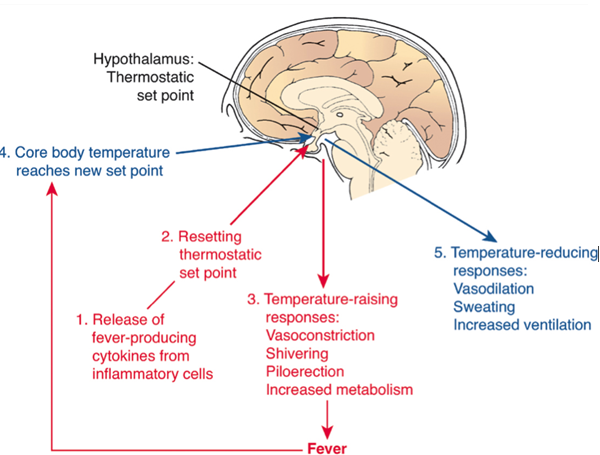 Hypothalamus:
Thermostatic
set point
4. Core body temperature
reaches new set point
2. Resetting
thermostatic
set point
1. Release of
fever-producing
cytokines from
inflammatory cells
3. Temperature-raising
responses:
Vasoconstriction
Shivering
Piloerection
Increased metabolism
Fever
5. Temperature-reducing
responses:
Vasodilation
Sweating
Increased ventilation